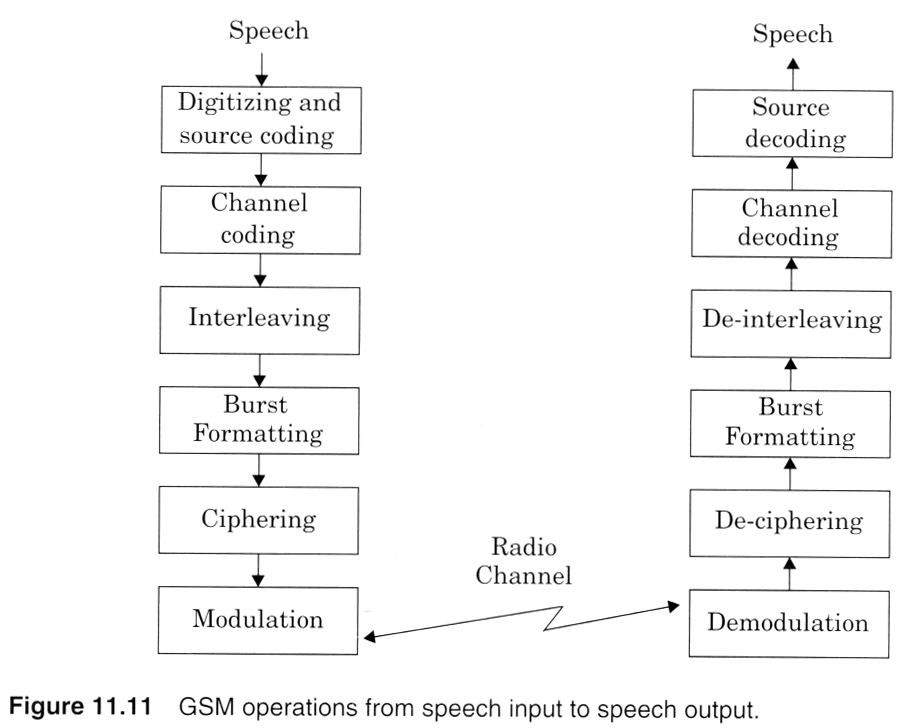 Speech
Digitizing and
source coding
Channel
coding
Interleaving
Burst
Formatting
Ciphering
Modulation
Radio
Channel
Speech
Source
decoding
Channel
decoding
De-interleaving
Burst
Formatting
De-ciphering
Demodulation
Figure 11.11 GSM operations from speech input to speech output.